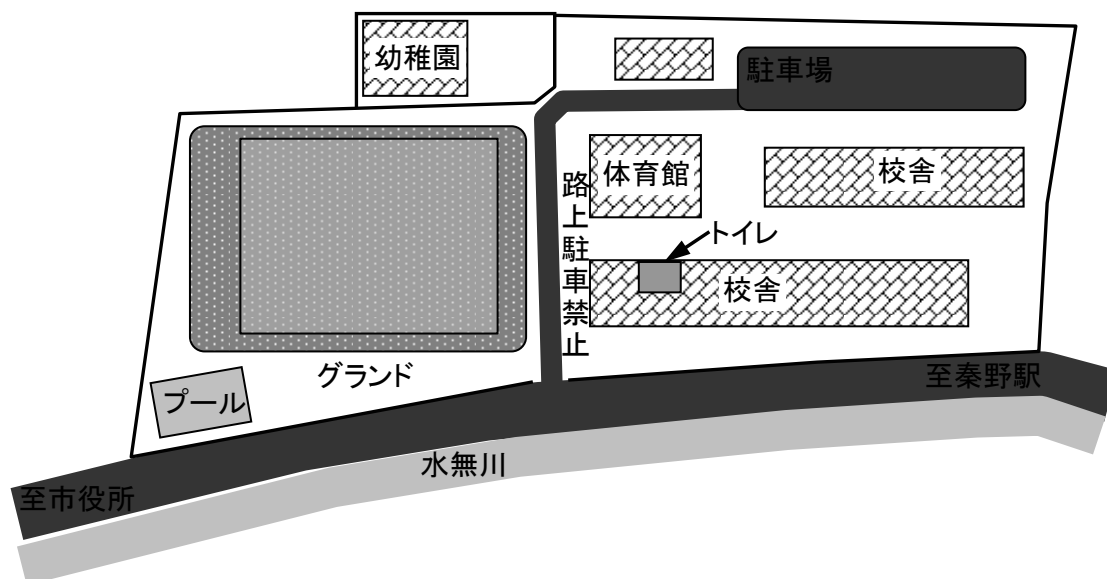 幼稚園
駐車場
体育館
校舎
路上駐車禁止
トイレ
校舎
グランド
プール
至秦野駅
水無川
至市役所